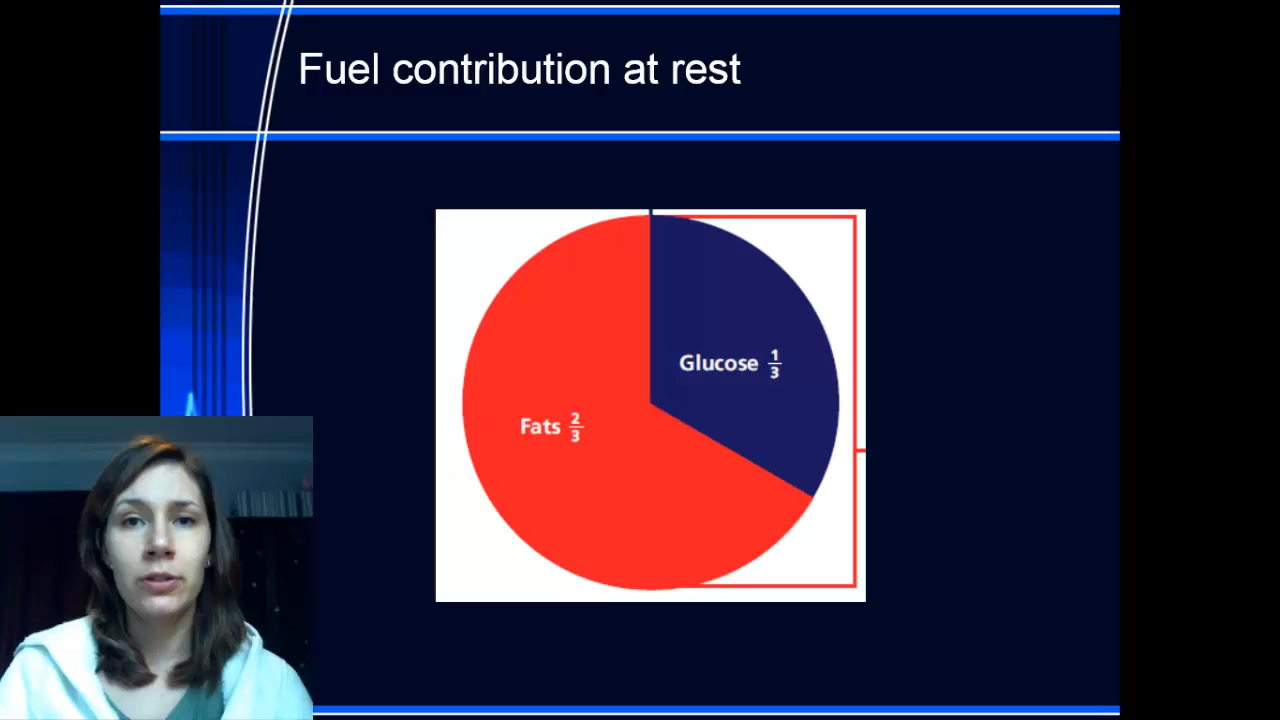 Fuel contribution at rest
Glucose 1/3
Fats 2/3